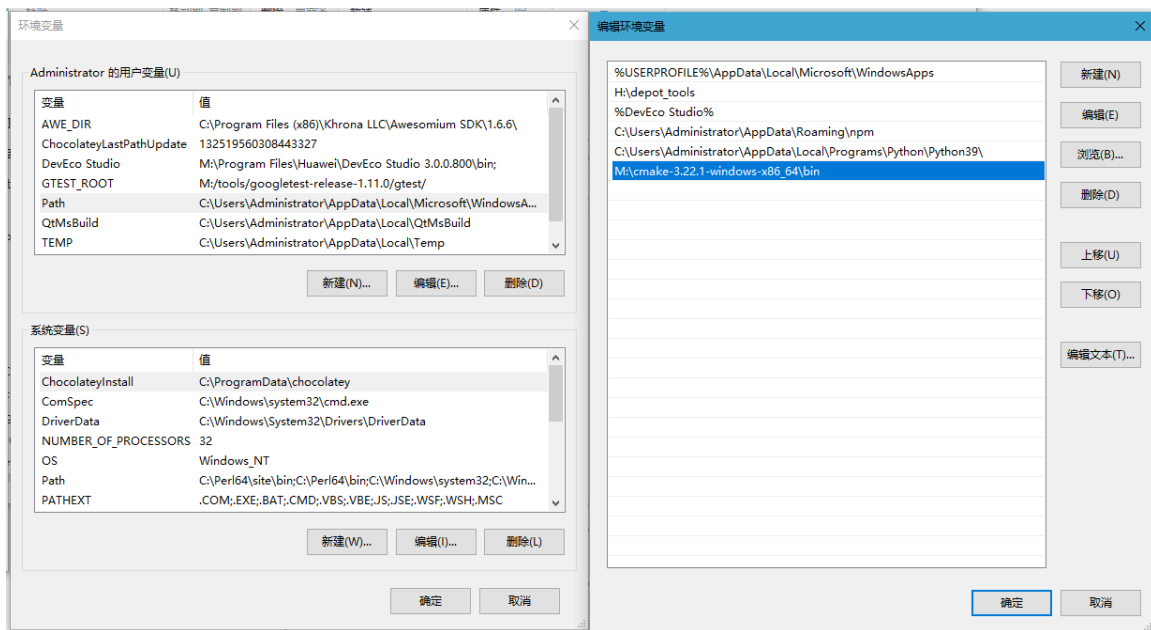 环境变量
Administrator 的用户变量(U)
变量 值
AWE_DIR C:\Program Files (x86)\Khrona LLC\Awesomium SDK\1.6.6\
ChocolateyLastPathUpdate 132519560308443327
DevEco Studio M:\Program Files\Huawei\DevEco Studio 3.0.0.800\bin;
GTEST_ROOT M:/tools/googletest-release-1.11.0/gtest/
Path C:\Users\Administrator\AppData\Local\Microsoft\WindowsA...
QtMsBuild C:\Users\Administrator\AppData\Local\QtMsBuild
TEMP C:\Users\Administrator\AppData\Local\Temp
新建(N)... 编辑(E)... 删除(D)
系统变量(S)
变量 值
ChocolateyInstall C:\ProgramData\chocolatey
ComSpec C:\Windows\system32\cmd.exe
DriverData C:\Windows\System32\Drivers\DriverData
NUMBER_OF_PROCESSORS 32
OS Windows_NT
Path C:\Perl64\site\bin;C:\Perl64\bin;C:\Windows\system32;C:\Win...
PATHEXT .COM;.EXE;.BAT;.CMD;.VBS;.VBE;.JS;.JSE;.WSF;.WSH;.MSC
新建(W)... 编辑(I)... 删除(L)
确定 取消
编辑环境变量
%USERPROFILE%\AppData\Local\Microsoft\WindowsApps
H:\depot_tools
%DevEco Studio%
C:\Users\Administrator\AppData\Roaming\npm
C:\Users\Administrator\AppData\Local\Programs\Python\Python39\
M:\cmake-3.22.1-windows-x86_64\bin
新建(N)
编辑(E)
浏览(B)...
删除(D)
上移(U)
下移(O)
编辑文本(T)...
确定 取消